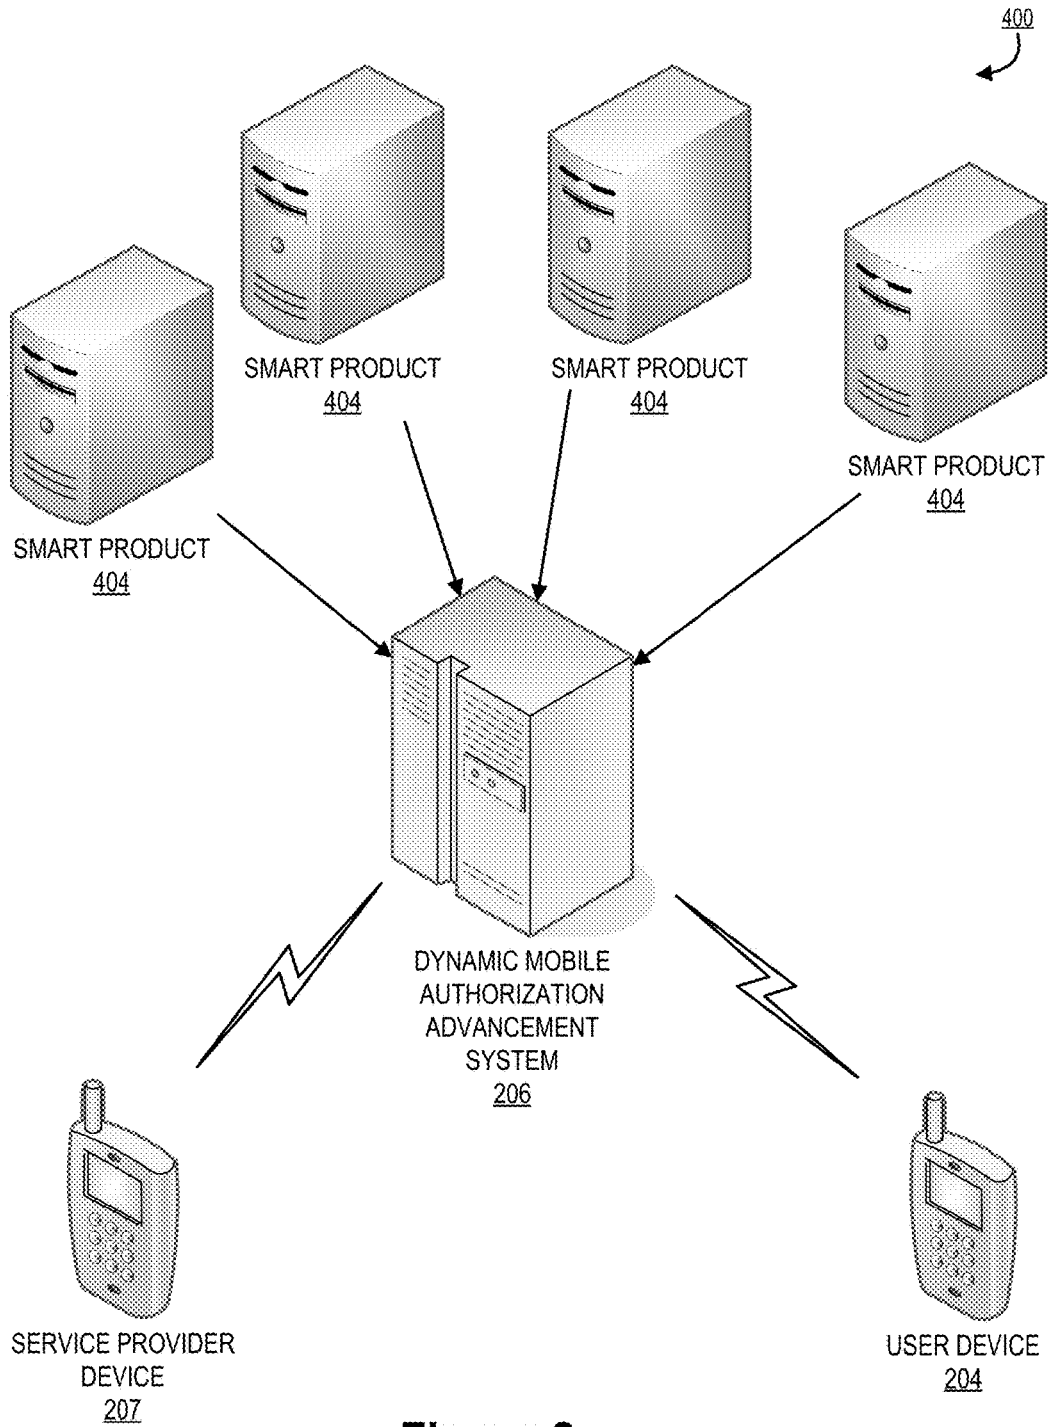 400
SMART PRODUCT
404
SMART PRODUCT
404
SMART PRODUCT
404
SMART PRODUCT
404
DYNAMIC MOBILE
AUTHORIZATION
ADVANCEMENT
SYSTEM
206
SERVICE PROVIDER
DEVICE
207
USER DEVICE
204